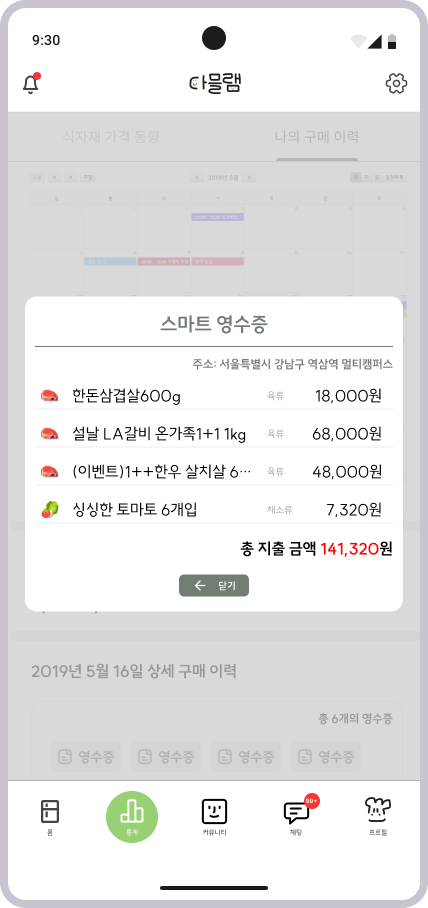 9:30
다믈랩
식자재 가격 동향 나의 구매 이력
2019년 5월
스마트 영수증
주소: 서울특별시 강남구 역삼역 멀티캠퍼스
한돈삼겹살600g 육류 18,000원
설날 LA갈비 온가족1+1 1kg 육류 68,000원
(이벤트)1++한우 살치살 6... 육류 48,000원
싱싱한 토마토 6개입 채소류 7,320원
총 지출 금액 141,320원
닫기
2019년 5월 16일 상세 구매 이력
총 6개의 영수증
영수증 영수증 영수증 영수증
99+
홈 통계 커뮤니티 채팅 프로필